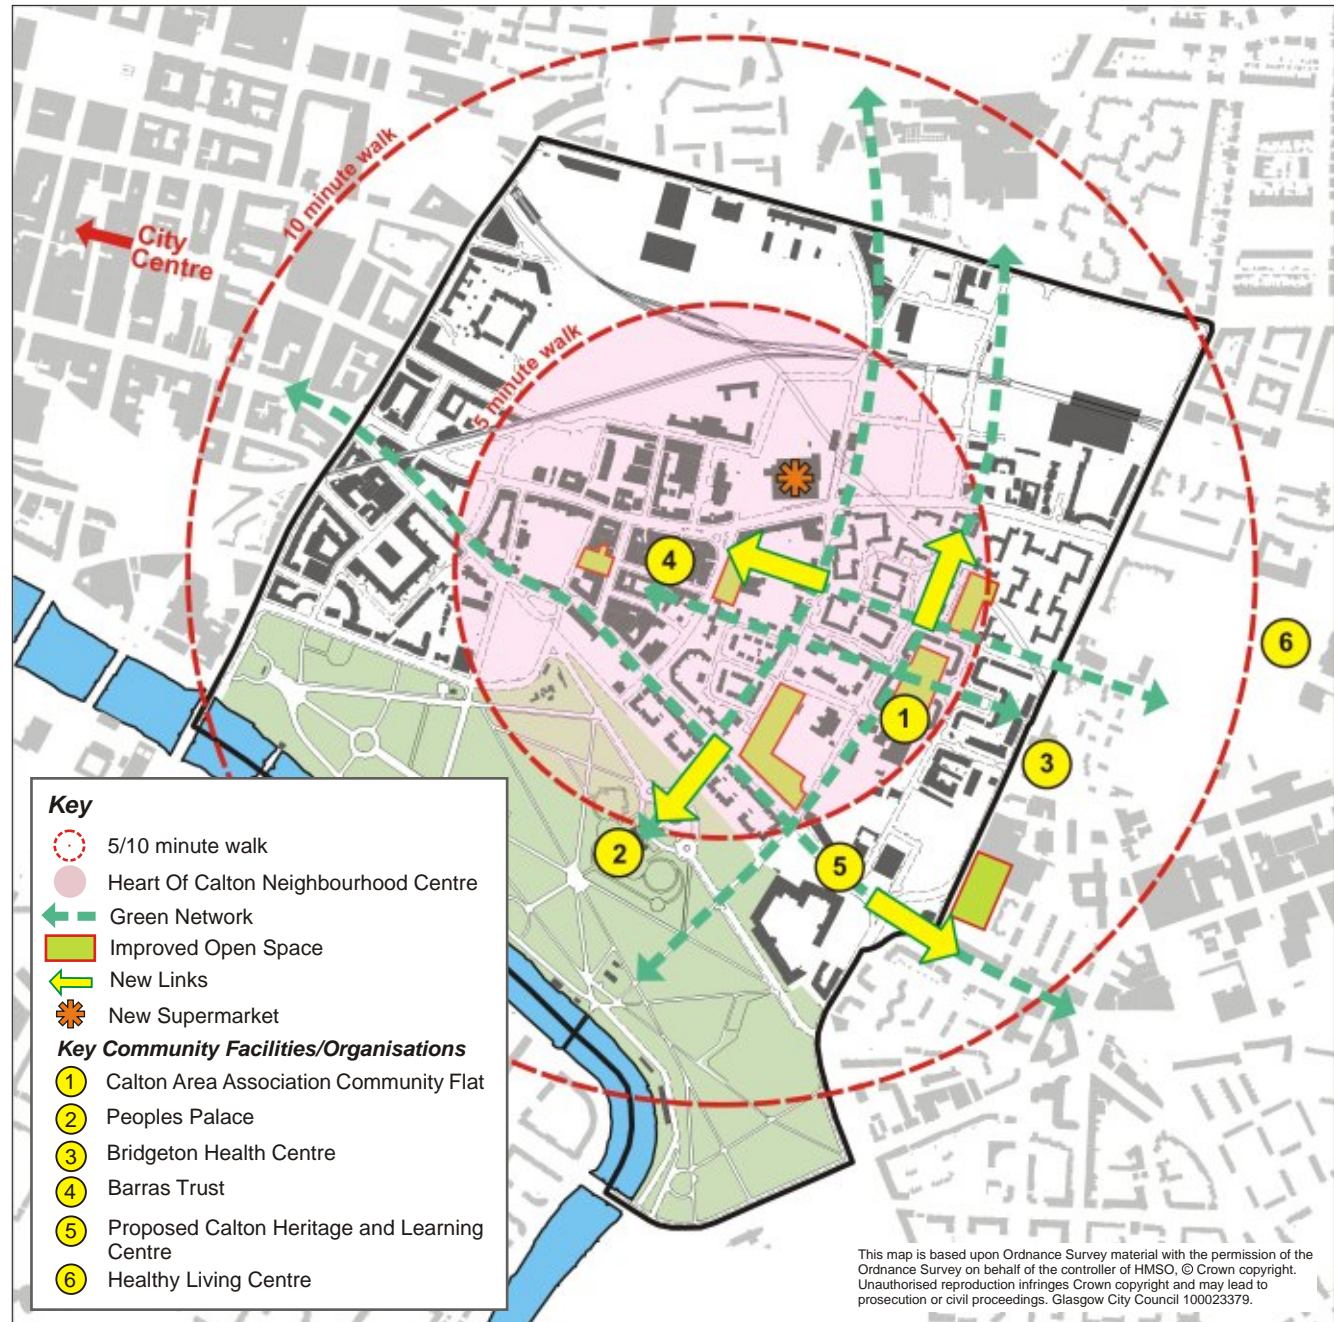 10 minute walk
City
Centre
5 minute walk
4
6
1
3
2
5
Key
5/10 minute walk
Heart Of Calton Neighbourhood Centre
Green Network
Improved Open Space
New Links
New Supermarket
Key Community Facilities/Organisations
1 Calton Area Association Community Flat
2 Peoples Palace
3 Bridgeton Health Centre
4 Barras Trust
5 Proposed Calton Heritage and Learning
Centre
6 Healthy Living Centre
This map is based upon Ordnance Survey material with the permission of the
Ordnance Survey on behalf of the controller of HMSO, © Crown copyright.
Unauthorised reproduction infringes Crown copyright and may lead to
prosecution or civil proceedings. Glasgow City Council 100023379.